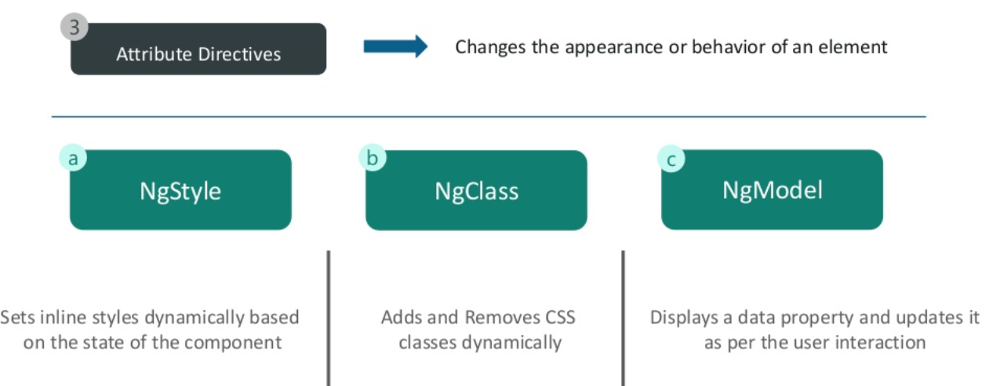 3
Attribute Directives
Changes the appearance or behavior of an element
a
NgStyle
b
NgClass
c
NgModel
Sets inline styles dynamically based
on the state of the component
Adds and Removes CSS
classes dynamically
Displays a data property and updates it
as per the user interaction